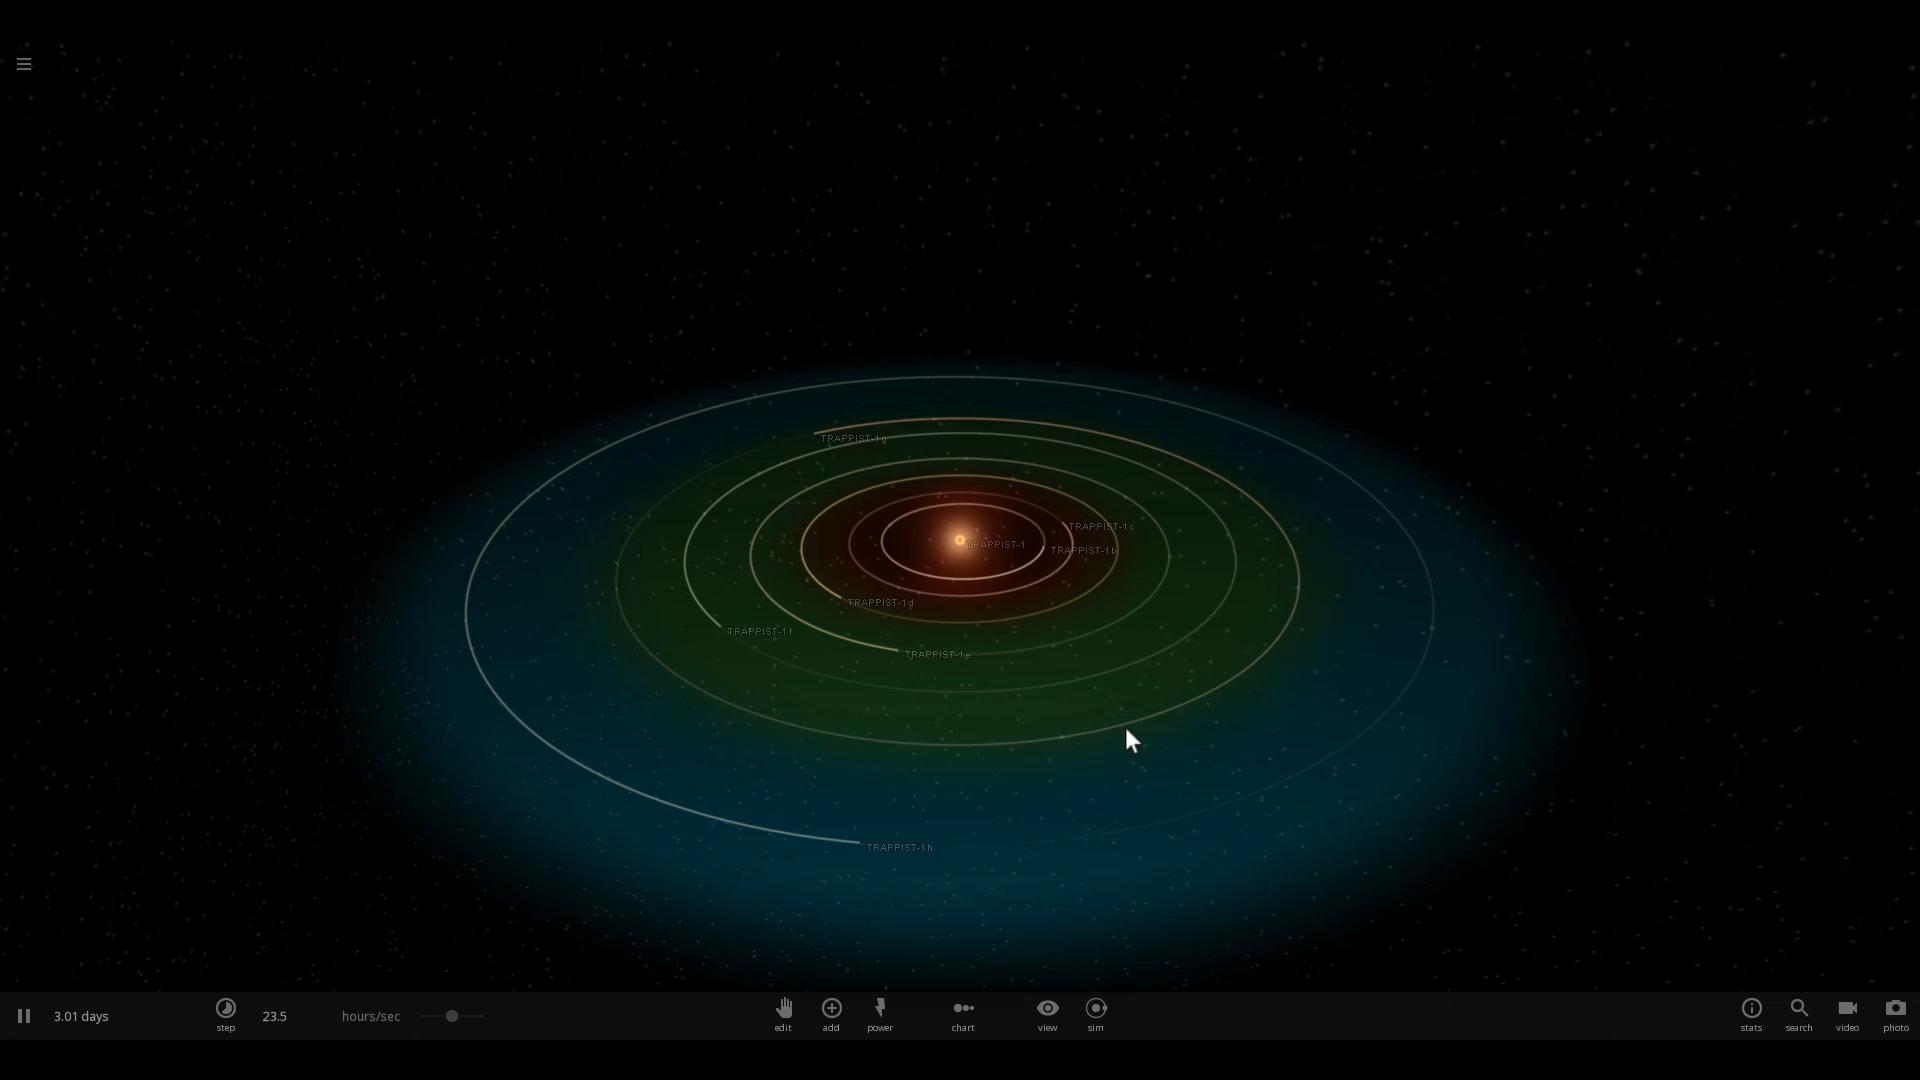 TRAPPIST-1g
TRAPPIST-1c
TRAPPIST-1
TRAPPIST-1b
TRAPPIST-1d
TRAPPIST-1f
TRAPPIST-1e
TRAPPIST-1h
3.01 days
step
23.5
hours/sec
edit
add
power
chart
view
sim
stats
search
video
photo